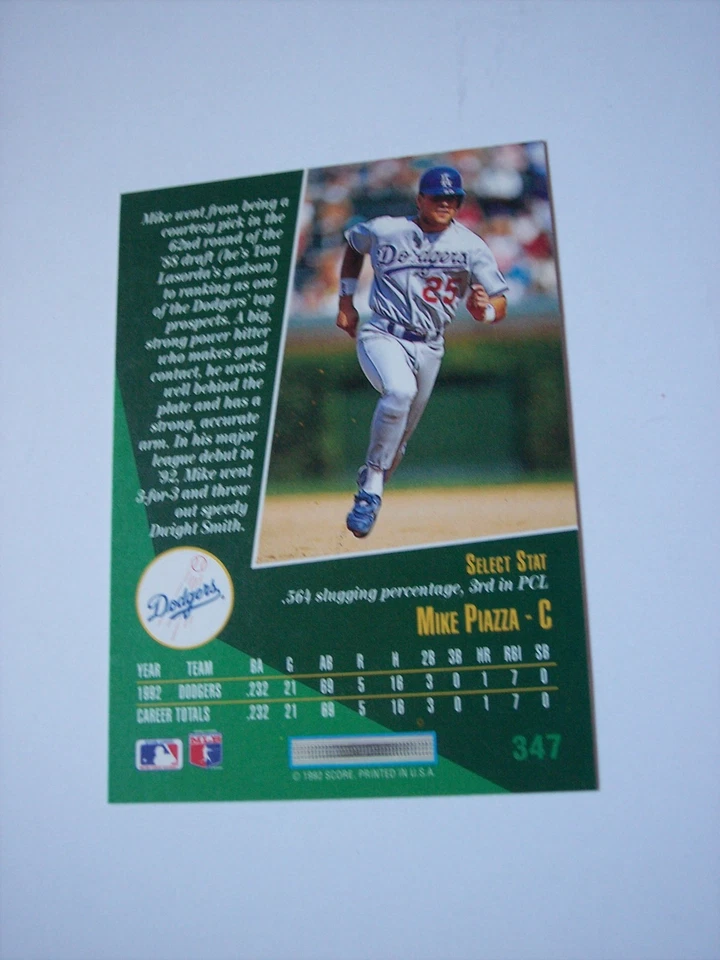 Mike went from being a
courtesy pick in the
62nd round of the
'88 draft (he's Tom
Lasorda's godson)
to ranking as one
of the Dodgers' top
prospects. A big,
strong power hitter
who makes good
contact, he works
well behind the
plate and has a
strong, accurate
arm. In his major
league debut in
'92, Mike went
3-for-3 and threw
out speedy
Dwight Smith.
Dodgers
25
SELECT STAT
.564 slugging percentage, 3rd in PCL
MIKE PIAZZA - C
Dodgers
YEAR TEAM BA G AB R H 2B 3B HR RBI SB
1992 DODGERS .232 21 69 5 16 3 0 1 7 0
CAREER TOTALS .232 21 69 5 16 3 0 1 7 0
347
© 1992 SCORE, PRINTED IN U.S.A.